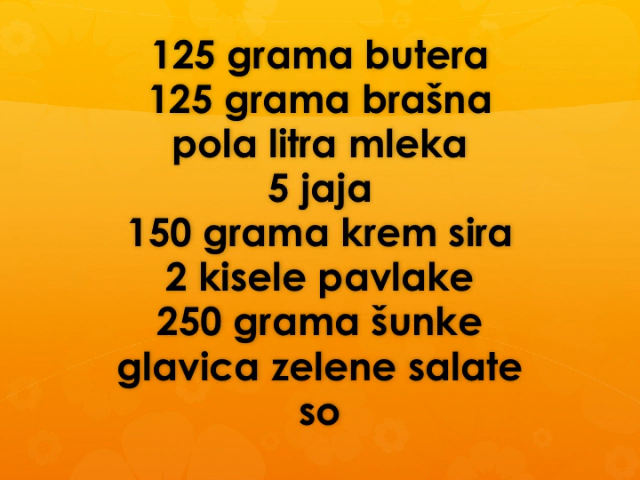 125 grama butera
125 grama brašna
pola litra mleka
5 jaja
150 grama krem sira
2 kisele pavlake
250 grama šunke
glavica zelene salate
so